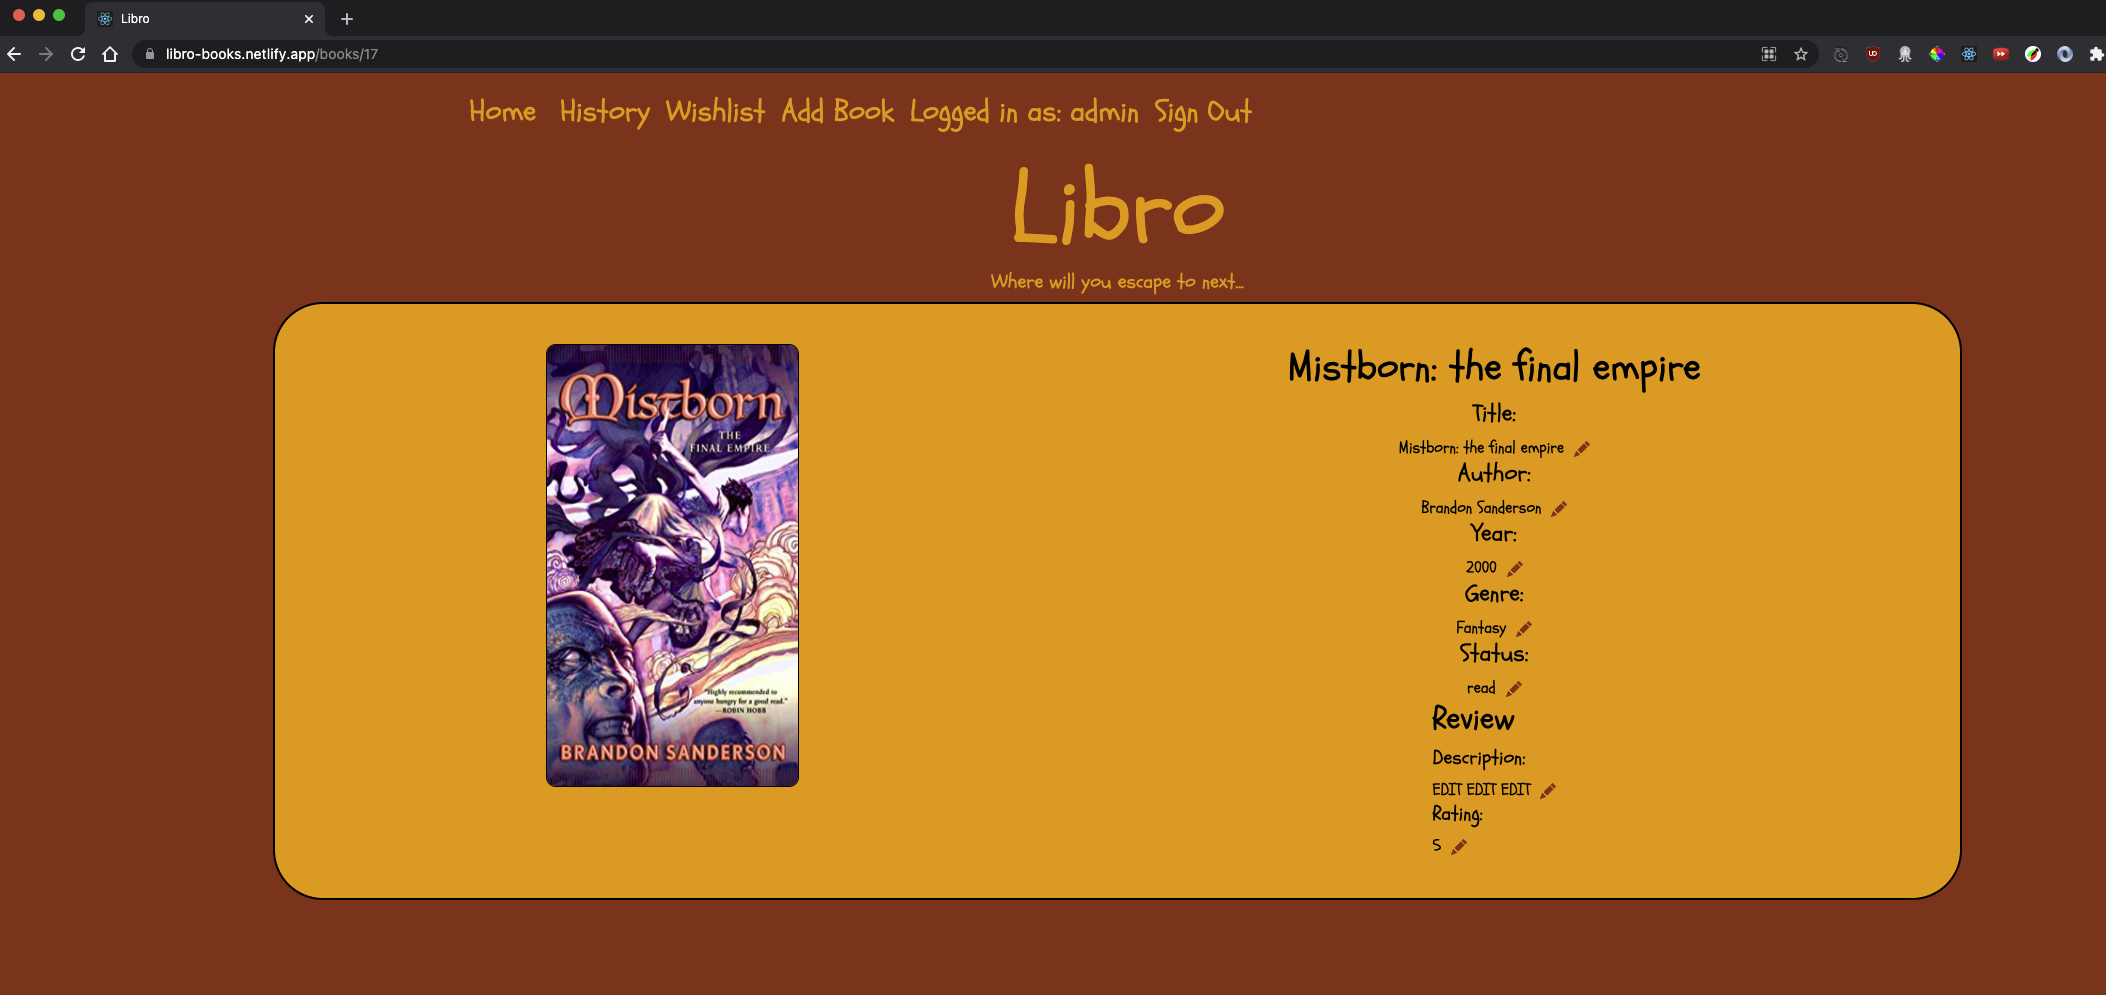 Libro
libro-books.netlify.app/books/17
Home History Wishlist Add Book Logged in as: admin Sign Out
Libro
Where will you escape to next...
Mistborn
THE
FINAL EMPIRE
"Highly recommended to
anyone hungry for a good read."
—ROBIN HOBB
BRANDON SANDERSON
Mistborn: the final empire
Title:
Mistborn: the final empire
Author:
Brandon Sanderson
Year:
2000
Genre:
Fantasy
Status:
read
Review
Description:
EDIT EDIT EDIT
Rating:
5